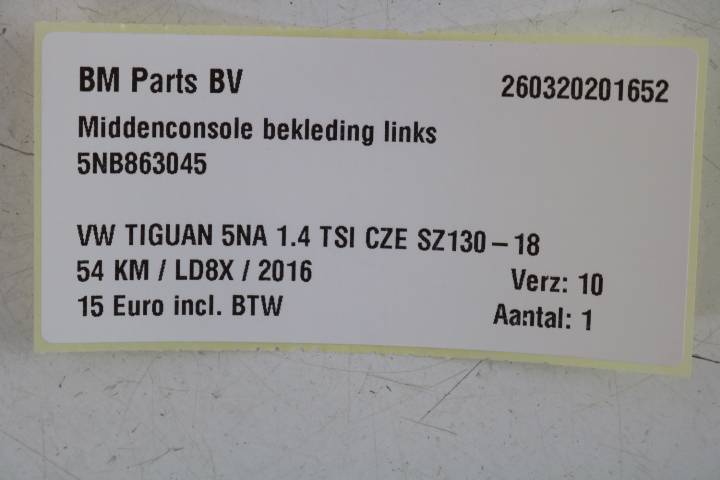 BM Parts BV 260320201652
Middenconsole bekleding links
5NB863045
VW TIGUAN 5NA 1.4 TSI CZE SZ130-18
54 KM / LD8X / 2016 Verz: 10
15 Euro incl. BTW Aantal: 1